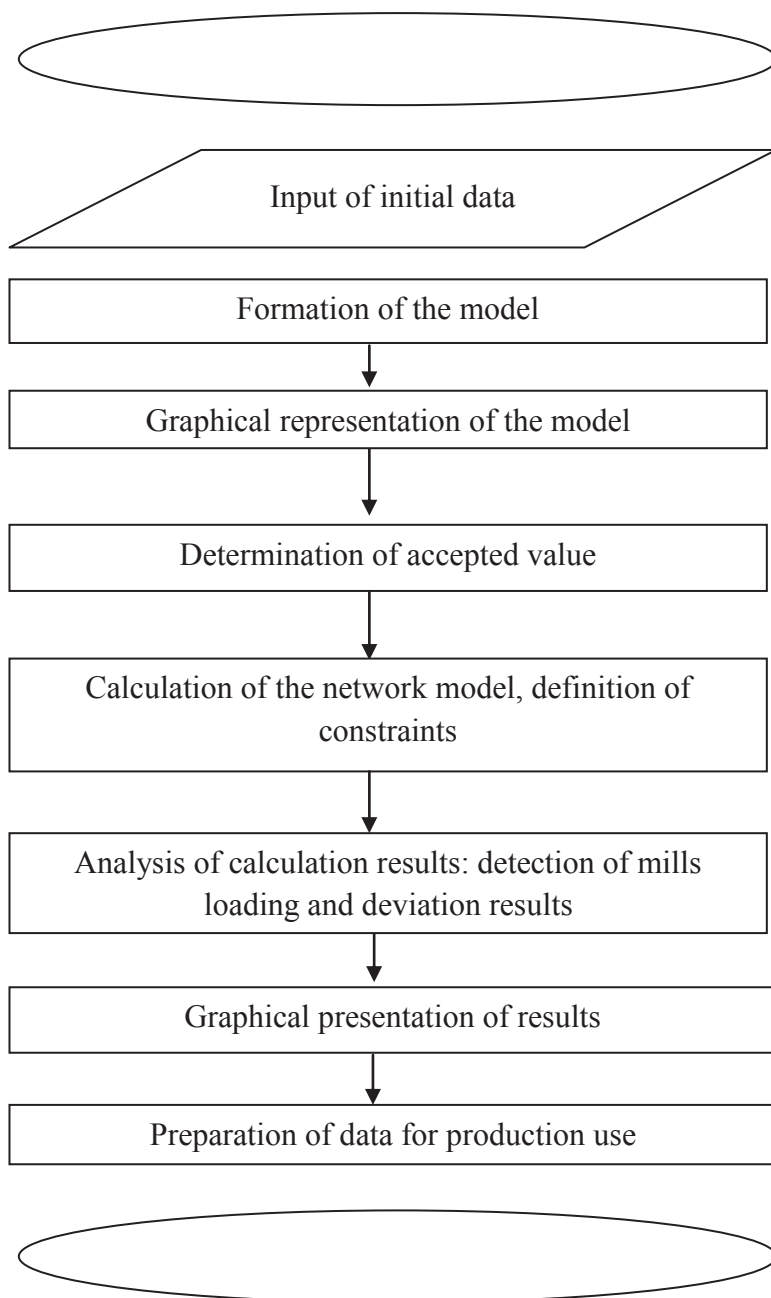 Input of initial data
Formation of the model
Graphical representation of the model
Determination of accepted value
Calculation of the network model, definition of
constraints
Analysis of calculation results: detection of mills
loading and deviation results
Graphical presentation of results
Preparation of data for production use